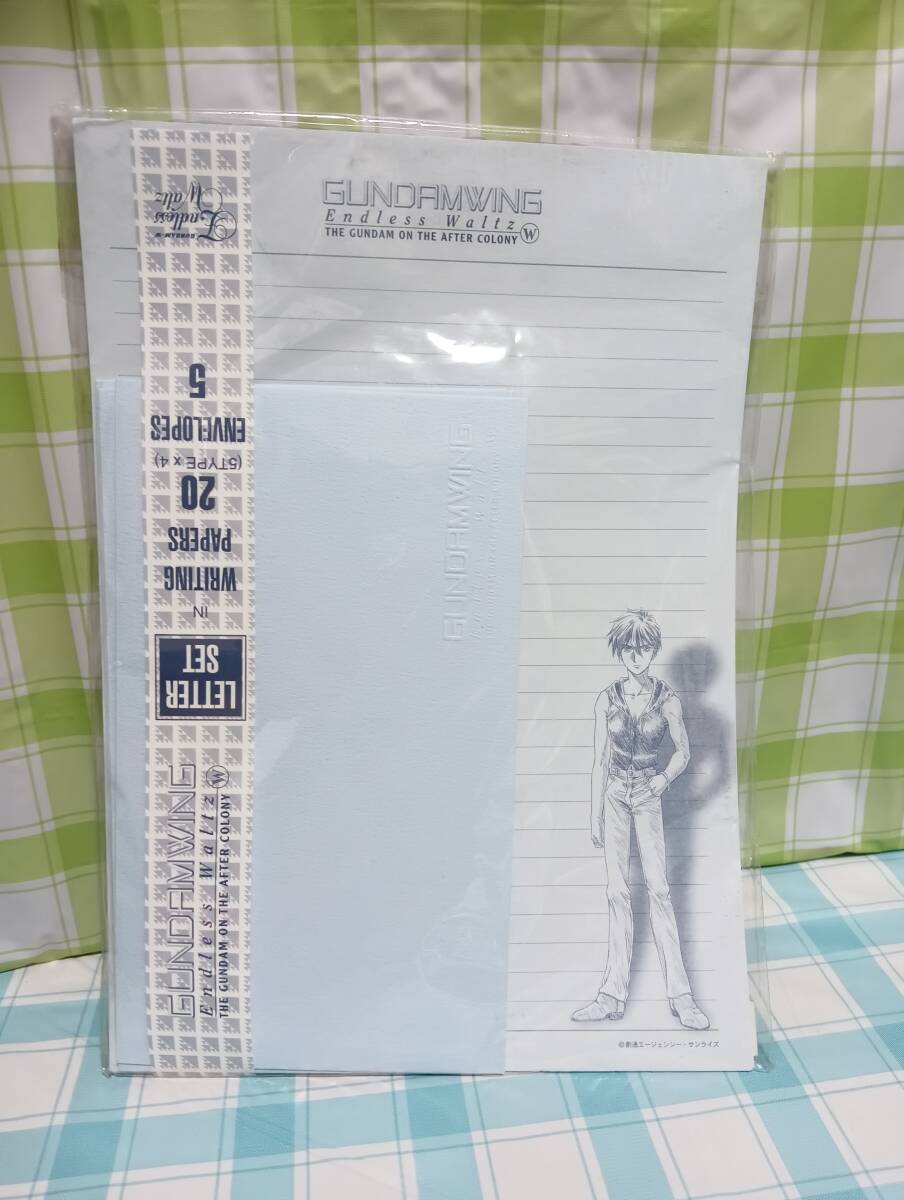 GUNDAMWING
Endless Waltz
THE GUNDAM ON THE AFTER COLONY W
Endless
Waltz
GUNDAM-W
5
ENVELOPES
(5TYPE x 4)
20
PAPERS
WRITING
IN
LETTER
SET
GUNDAMWING
Endless Waltz
THE GUNDAM ON THE AFTER COLONY W
GUNDAMWING
©創通エージェンシー・サンライズ